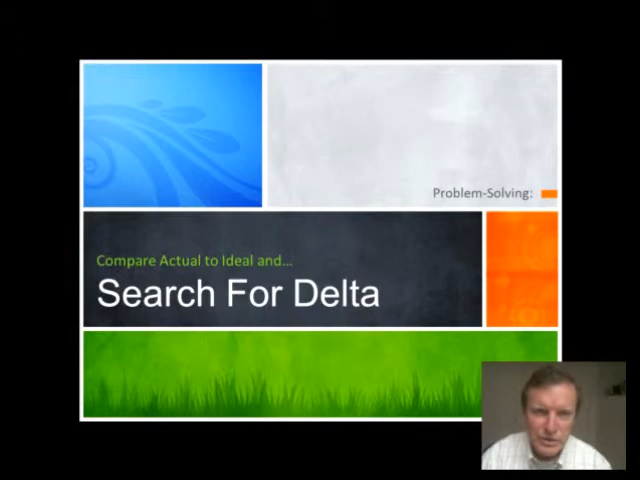 Problem-Solving:
Compare Actual to Ideal and...
Search For Delta